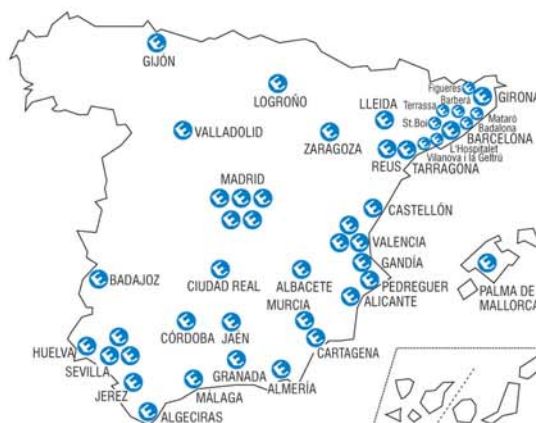 GIJÓN
LOGROÑO
Figueres
GIRONA
LLEIDA
Barberà
Terrassa
Mataró
St.Boi
Badalona
VALLADOLID
ZARAGOZA
BARCELONA
L'Hospitalet
REUS
TARRAGONA
Vilanova i la Geltrú
MADRID
CASTELLÓN
VALENCIA
GANDÍA
BADAJOZ
CIUDAD REAL
ALBACETE
PEDREGUER
PALMA DE
MALLORCA
ALICANTE
MURCIA
CÓRDOBA
JAÉN
HUELVA
CARTAGENA
SEVILLA
GRANADA
ALMERÍA
JEREZ
MÁLAGA
ALGECIRAS